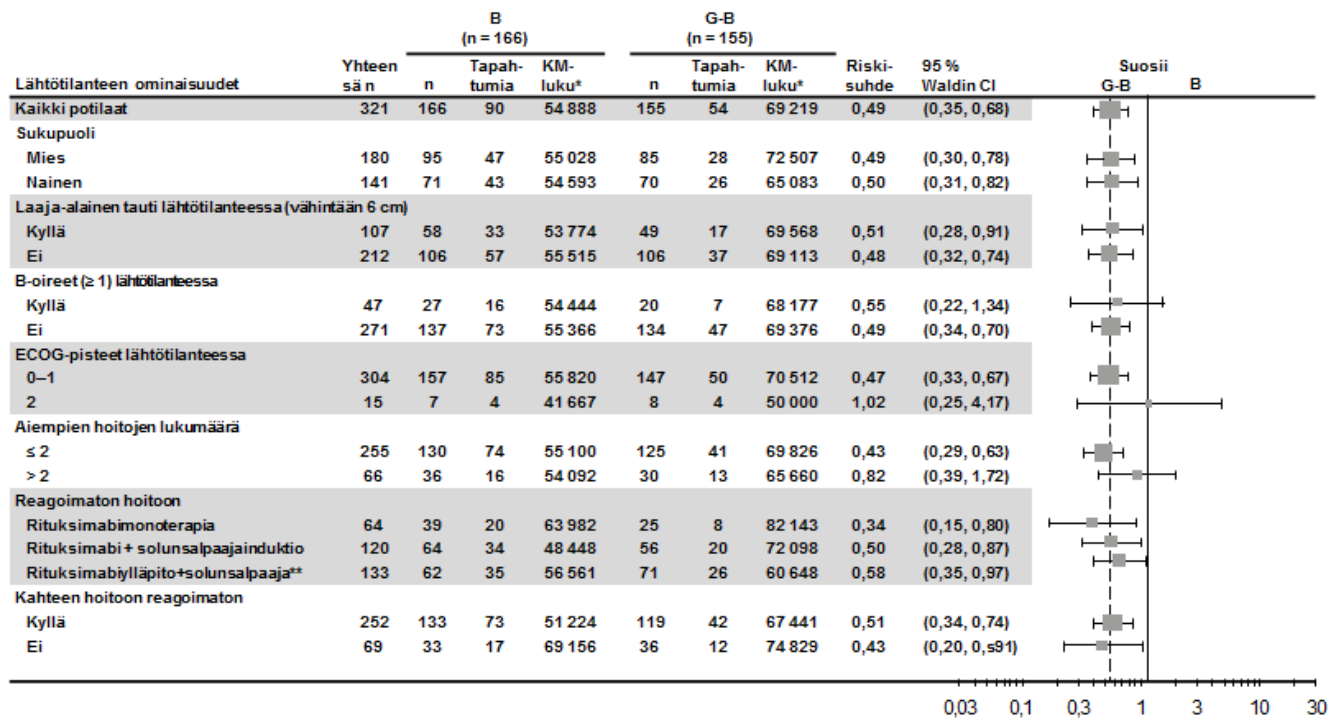 B G-B
(n = 166) (n = 155)
Lähtötilanteen ominaisuudet Yhteen sä n n Tapah- tumia KM- luku* n Tapah- tumia KM- luku* Riski- suhde 95 % Waldin CI Suosii G-B B
Kaikki potilaat 321 166 90 54 888 155 54 69 219 0,49 (0,35, 0,68)
Sukupuoli
Mies 180 95 47 55 028 85 28 72 507 0,49 (0,30, 0,78)
Nainen 141 71 43 54 593 70 26 65 083 0,50 (0,31, 0,82)
Laaja-alainen tauti lähtötilanteessa (vähintään 6 cm)
Kyllä 107 58 33 53 774 49 17 69 568 0,51 (0,28, 0,91)
Ei 212 106 57 55 515 106 37 69 113 0,48 (0,32, 0,74)
B-oireet (≥ 1) lähtötilanteessa
Kyllä 47 27 16 54 444 20 7 68 177 0,55 (0,22, 1,34)
Ei 271 137 73 55 366 134 47 69 376 0,49 (0,34, 0,70)
ECOG-pisteet lähtötilanteessa
0–1 304 157 85 55 820 147 50 70 512 0,47 (0,33, 0,67)
2 15 7 4 41 667 8 4 50 000 1,02 (0,25, 4,17)
Aiempien hoitojen lukumäärä
≤ 2 255 130 74 55 100 125 41 69 826 0,43 (0,29, 0,63)
> 2 66 36 16 54 092 30 13 65 660 0,82 (0,39, 1,72)
Reagoimaton hoitoon
Rituksimabimonoterapia 64 39 20 63 982 25 8 82 143 0,34 (0,15, 0,80)
Rituksimabi + solunsalpaajainduktio 120 64 34 48 448 56 20 72 098 0,50 (0,28, 0,87)
Rituksimabiylläpito+solunsalpaaja** 133 62 35 56 561 71 26 60 648 0,58 (0,35, 0,97)
Kahteen hoitoon reagoimaton
Kyllä 252 133 73 51 224 119 42 67 441 0,51 (0,34, 0,74)
Ei 69 33 17 69 156 36 12 74 829 0,43 (0,20, 0,s91)
0,03 0,1 0,3 1 3 10 30